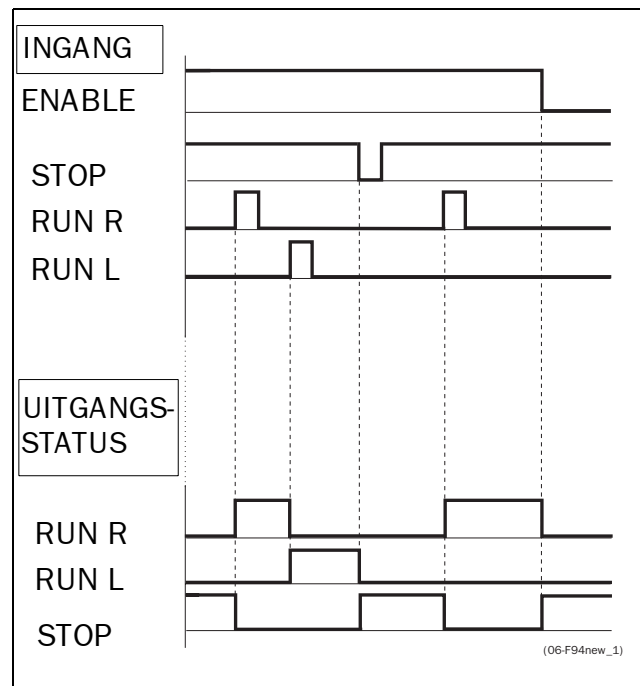 INGANG
ENABLE
STOP
RUN R
RUN L
UITGANGS-
STATUS
RUN R
RUN L
STOP
(06-F94new_1)